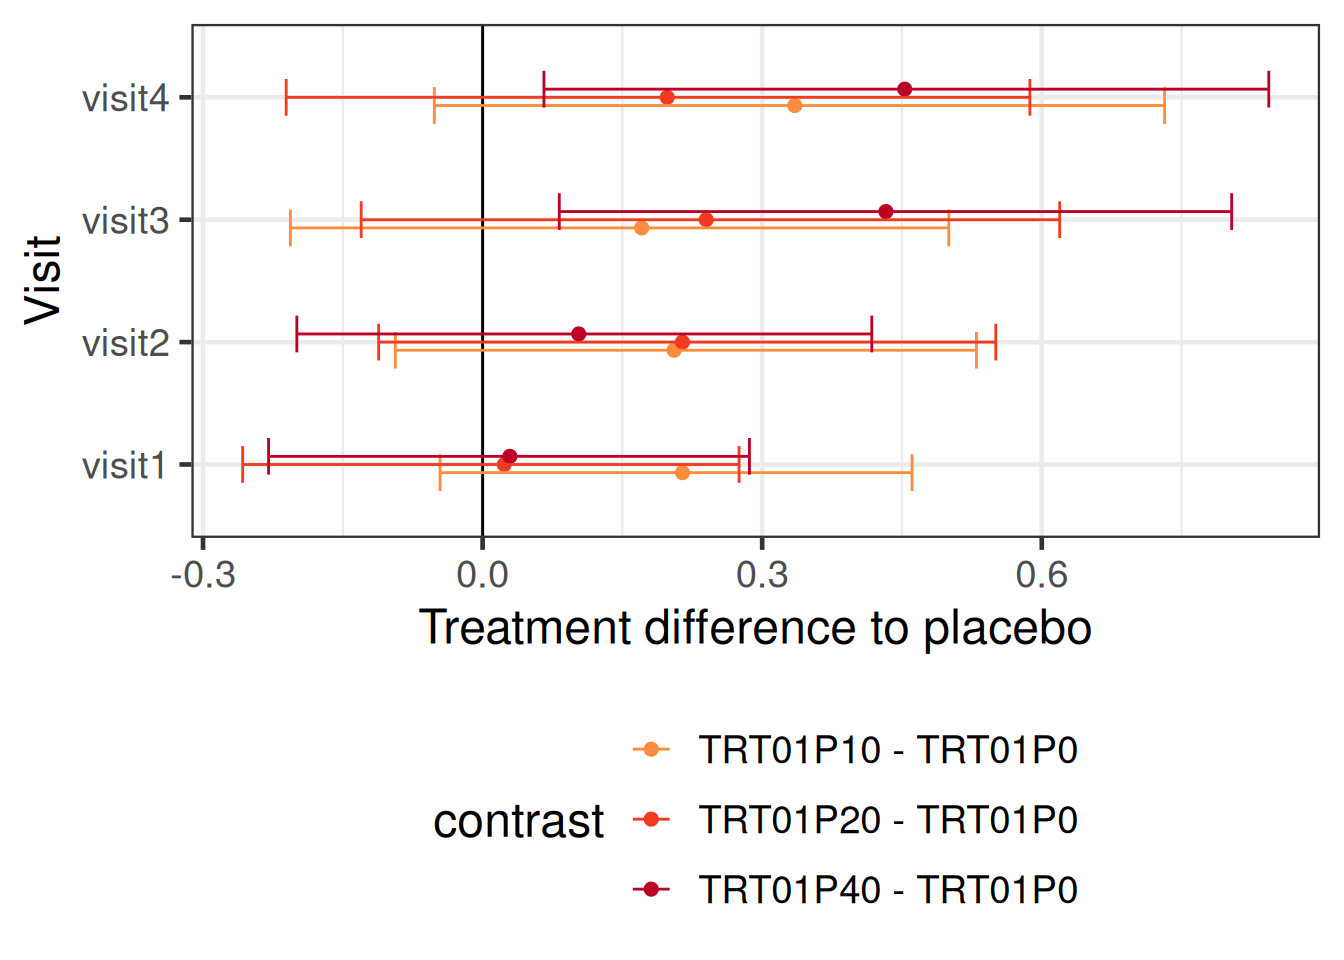 visit4
visit3
visit2
visit1
Visit
-0.3 0.0 0.3 0.6
Treatment difference to placebo
contrast
TRT01P10 - TRT01P0
TRT01P20 - TRT01P0
TRT01P40 - TRT01P0